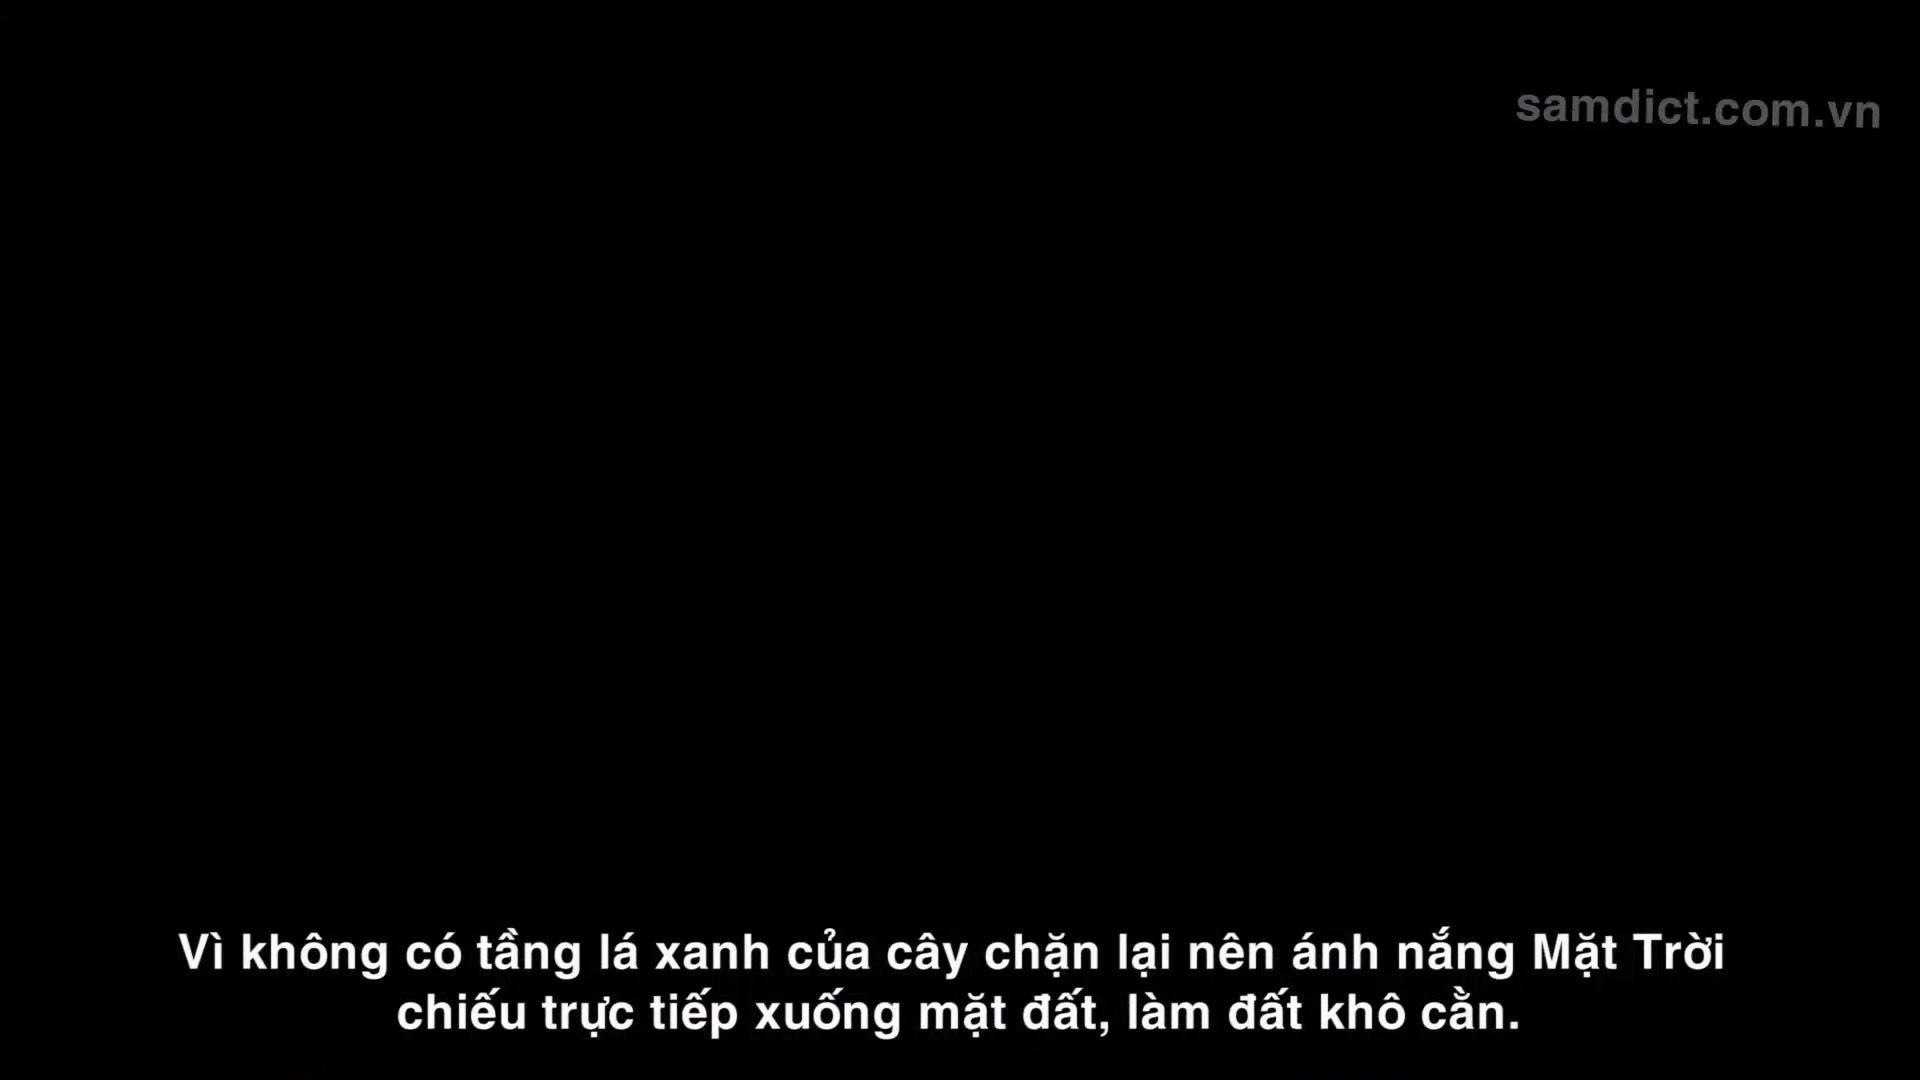 samdict.com.vn
Vì không có tầng lá xanh của cây chặn lại nên ánh nắng Mặt Trời
chiếu trực tiếp xuống mặt đất, làm đất khô cằn.